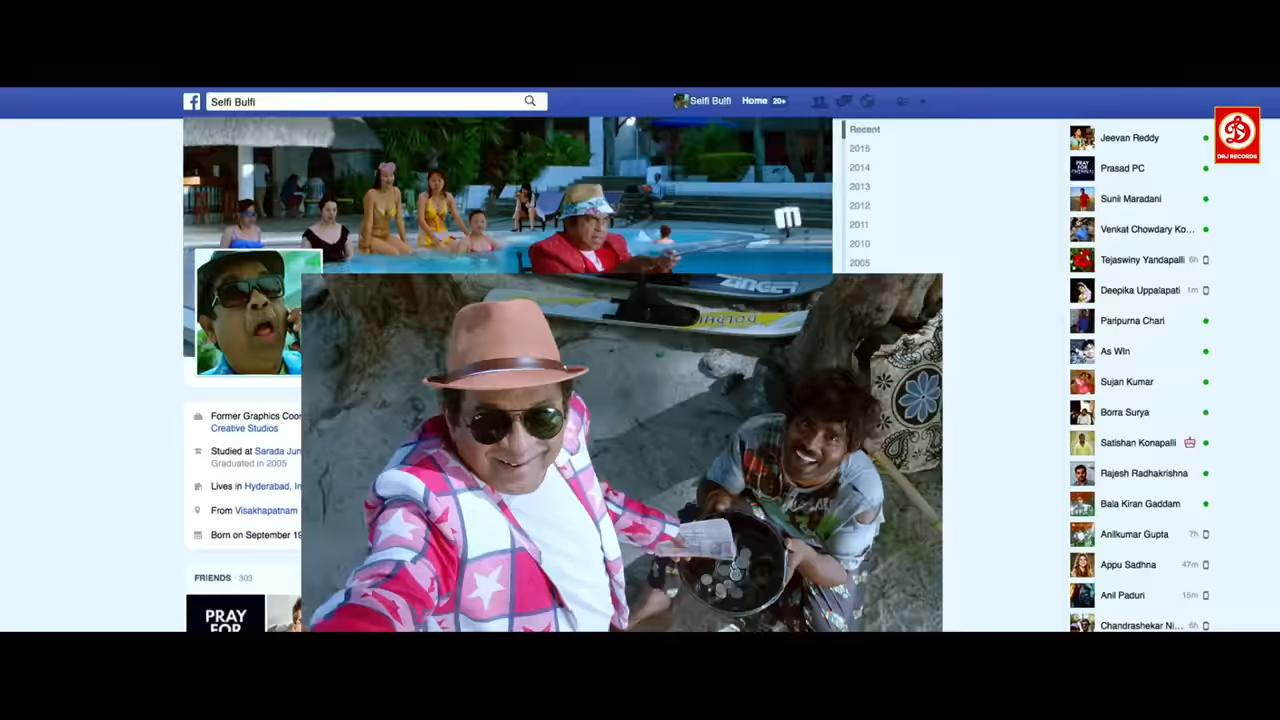 Selfi Bulfi
Selfi Bulfi Home 20+
DRJ RECORDS
Recent
2015
2014
2013
2012
2011
2010
2005
Jeevan Reddy
Prasad PC
Sunil Maradani
Venkat Chowdary Ko...
Tejaswiny Yandapalli 6h
Deepika Uppalapati 1m
Paripurna Chari
As Win
Sujan Kumar
Borra Surya
Satishan Konapalli
Rajesh Radhakrishna
Bala Kiran Gaddam
Anilkumar Gupta 7h
Appu Sadhna 47m
Anil Paduri 15m
Chandrashekar Ni... 6h
ZINGER
Former Graphics Coor
Creative Studios
Studied at Sarada Jun
Graduated in 2005
Lives in Hyderabad, In
From Visakhapatnam
Born on September 19
FRIENDS · 303
PRAY
FOR